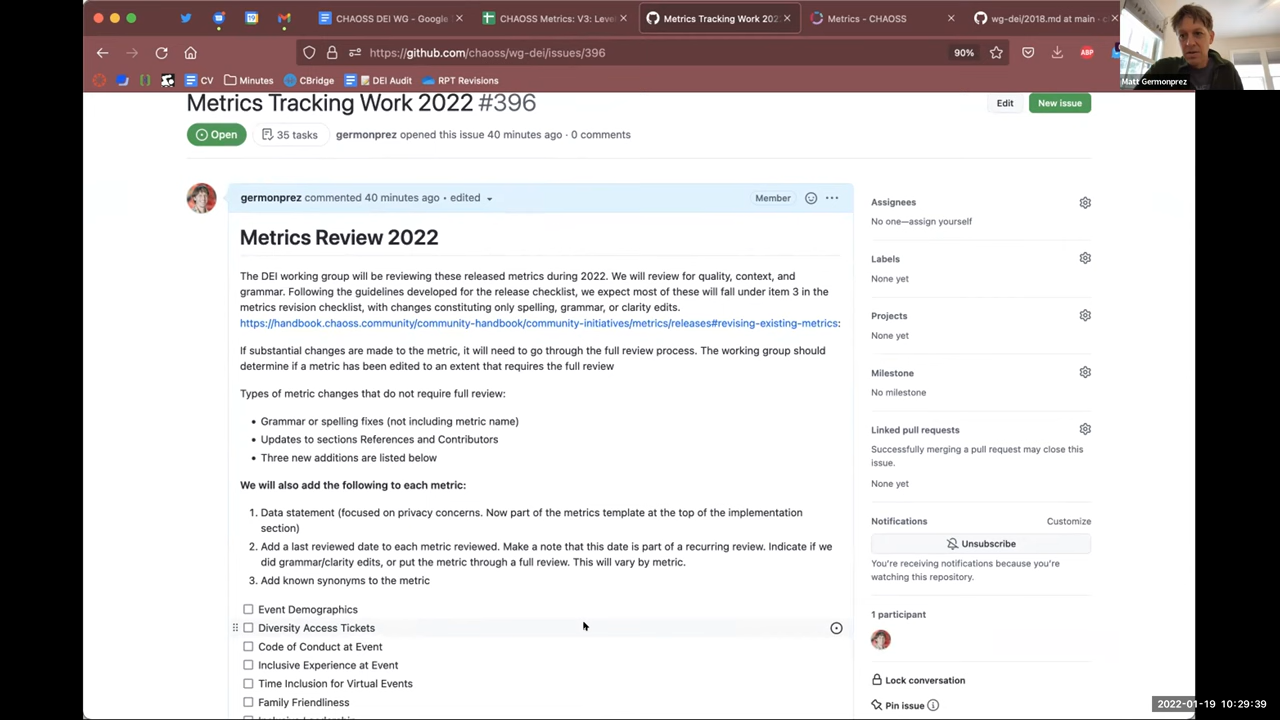 CHAOSS DEI WG - Google
CHAOSS Metrics: V3: Level
Metrics Tracking Work 202
Metrics - CHAOSS
wg-dei/2018.md at main · c
https://github.com/chaoss/wg-dei/issues/396
90%
ABP
CV
Minutes
CBridge
DEI Audit
RPT Revisions
Matt Germonprez
Metrics Tracking Work 2022 #396
Edit
New issue
Open
35 tasks
germonprez opened this issue 40 minutes ago · 0 comments
germonprez commented 40 minutes ago • edited
Member
Metrics Review 2022
The DEI working group will be reviewing these released metrics during 2022. We will review for quality, context, and
grammar. Following the guidelines developed for the release checklist, we expect most of these will fall under item 3 in the
metrics revision checklist, with changes constituting only spelling, grammar, or clarity edits.
https://handbook.chaoss.community/community-handbook/community-initiatives/metrics/releases#revising-existing-metrics:
If substantial changes are made to the metric, it will need to go through the full review process. The working group should
determine if a metric has been edited to an extent that requires the full review
Types of metric changes that do not require full review:
• Grammar or spelling fixes (not including metric name)
• Updates to sections References and Contributors
• Three new additions are listed below
We will also add the following to each metric:
1. Data statement (focused on privacy concerns. Now part of the metrics template at the top of the implementation
section)
2. Add a last reviewed date to each metric reviewed. Make a note that this date is part of a recurring review. Indicate if we
did grammar/clarity edits, or put the metric through a full review. This will vary by metric.
3. Add known synonyms to the metric
Event Demographics
Diversity Access Tickets
Code of Conduct at Event
Inclusive Experience at Event
Time Inclusion for Virtual Events
Family Friendliness
Assignees
No one—assign yourself
Labels
None yet
Projects
None yet
Milestone
No milestone
Linked pull requests
Successfully merging a pull request may close this
issue.
None yet
Notifications
Customize
Unsubscribe
You're receiving notifications because you're
watching this repository.
1 participant
Lock conversation
Pin issue
2022-01-19 10:29:39